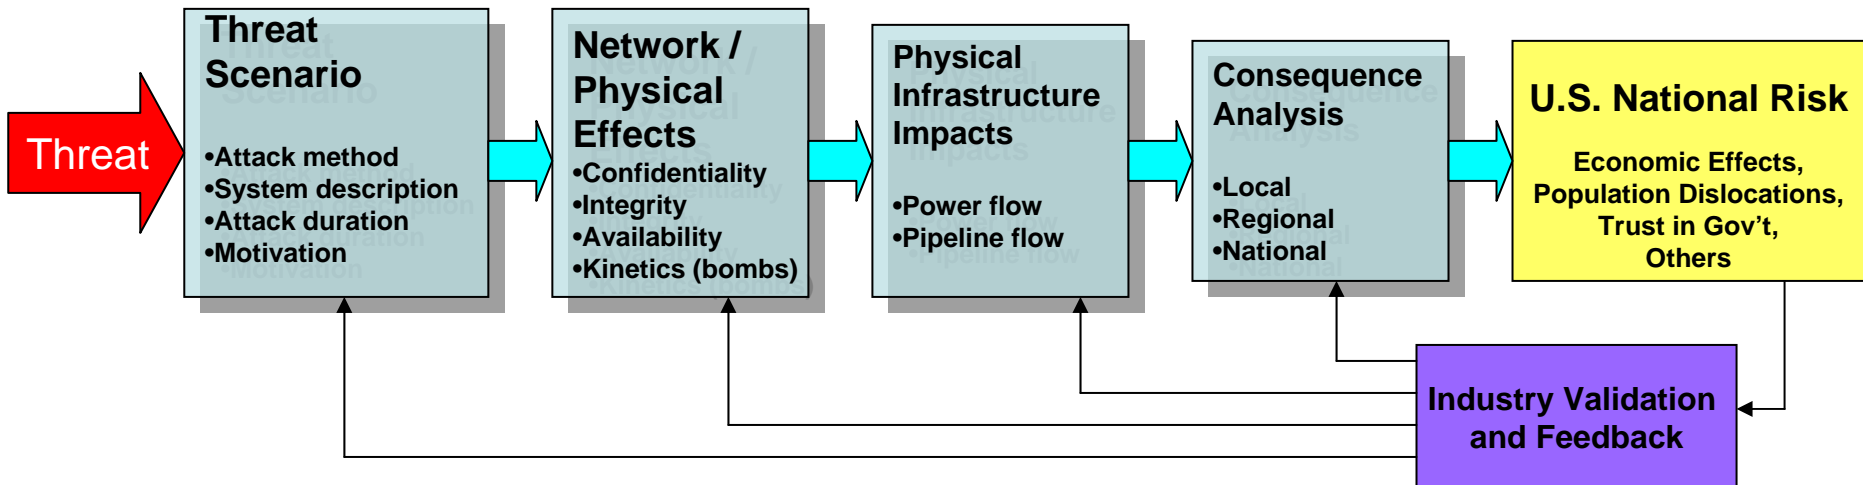 Threat
Threat
Scenario
•Attack method
•System description
•Attack duration
•Motivation
Network /
Physical
Effects
•Confidentiality
•Integrity
•Availability
•Kinetics (bombs)
Physical
Infrastructure
Impacts
•Power flow
•Pipeline flow
Consequence
Analysis
•Local
•Regional
•National
U.S. National Risk
Economic Effects,
Population Dislocations,
Trust in Gov’t,
Others
Industry Validation
and Feedback